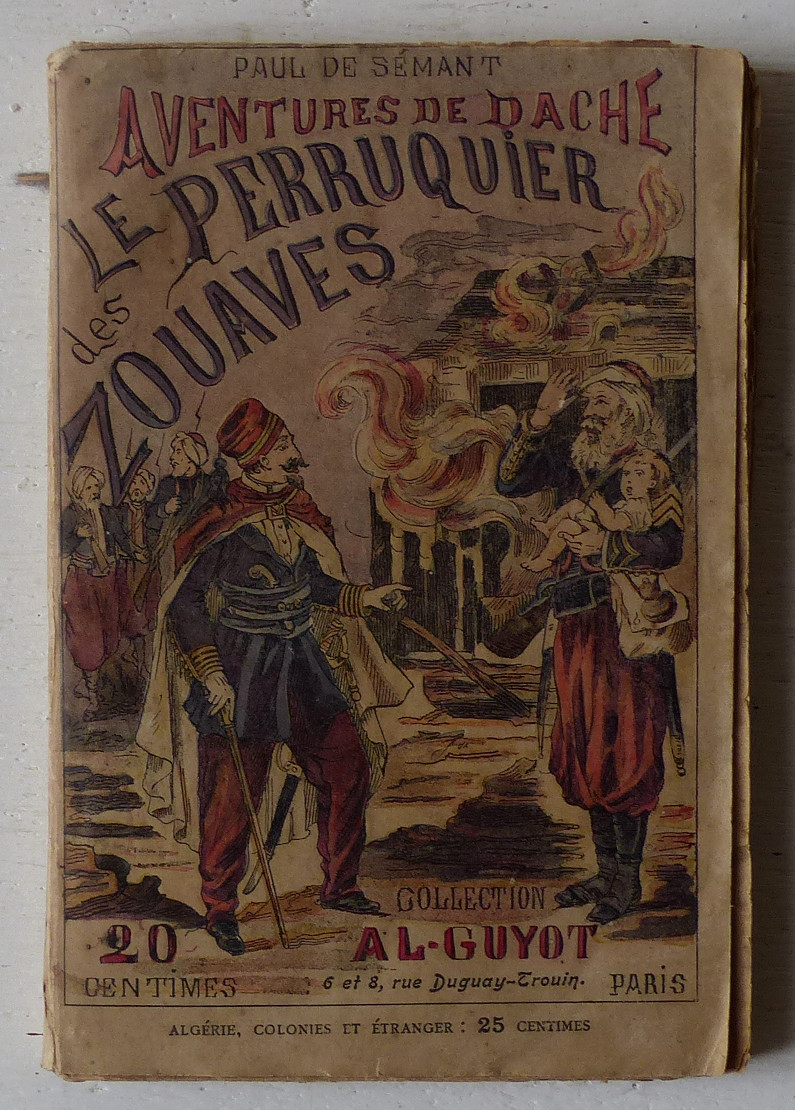 PAUL DE SÉMANT
AVENTURES DE DACHE
LE PERRUQUIER
des
ZOUAVES
COLLECTION
20
AL-GUYOT
CENTIMES
6 et 8, rue Duguay-Trouin.
PARIS
ALGÉRIE, COLONIES ET ÉTRANGER : 25 CENTIMES